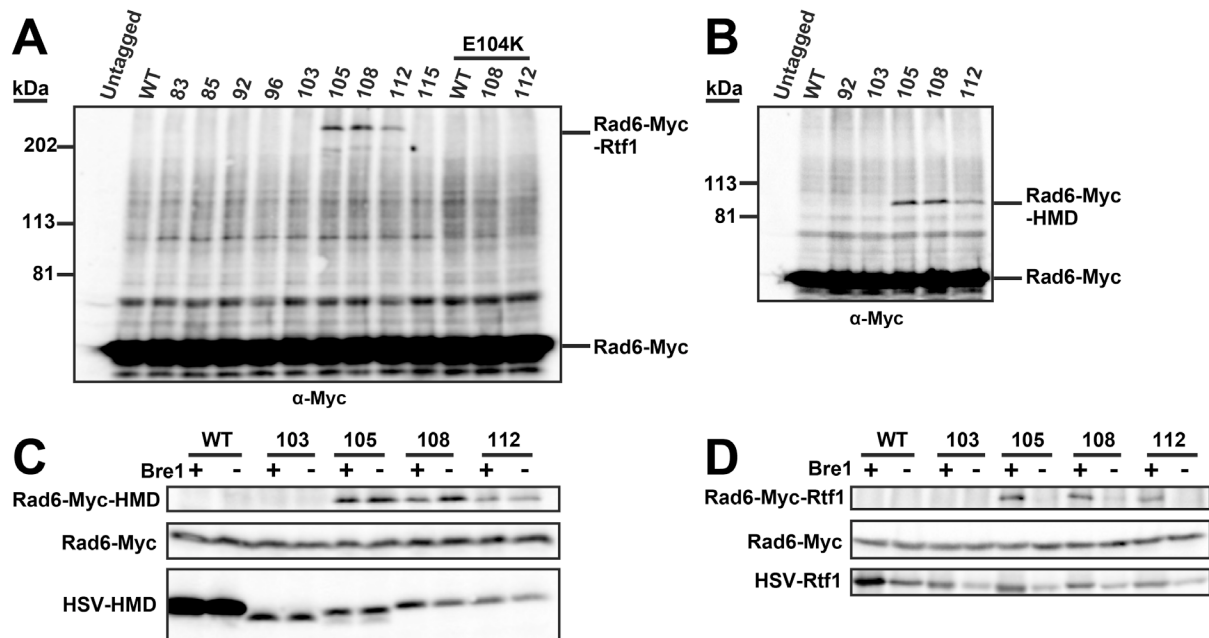 A
kDa
Untagged
WT
83
85
92
96
103
105
108
112
115
E104K
WT
108
112
202
113
81
Rad6-Myc
-Rtf1
Rad6-Myc
α-Myc
B
kDa
Untagged
WT
92
103
105
108
112
113
81
Rad6-Myc
-HMD
Rad6-Myc
α-Myc
C
WT 103 105 108 112
Bre1 + - + - + - + - + -
Rad6-Myc-HMD
Rad6-Myc
HSV-HMD
D
WT 103 105 108 112
Bre1 + - + - + - + - + -
Rad6-Myc-Rtf1
Rad6-Myc
HSV-Rtf1